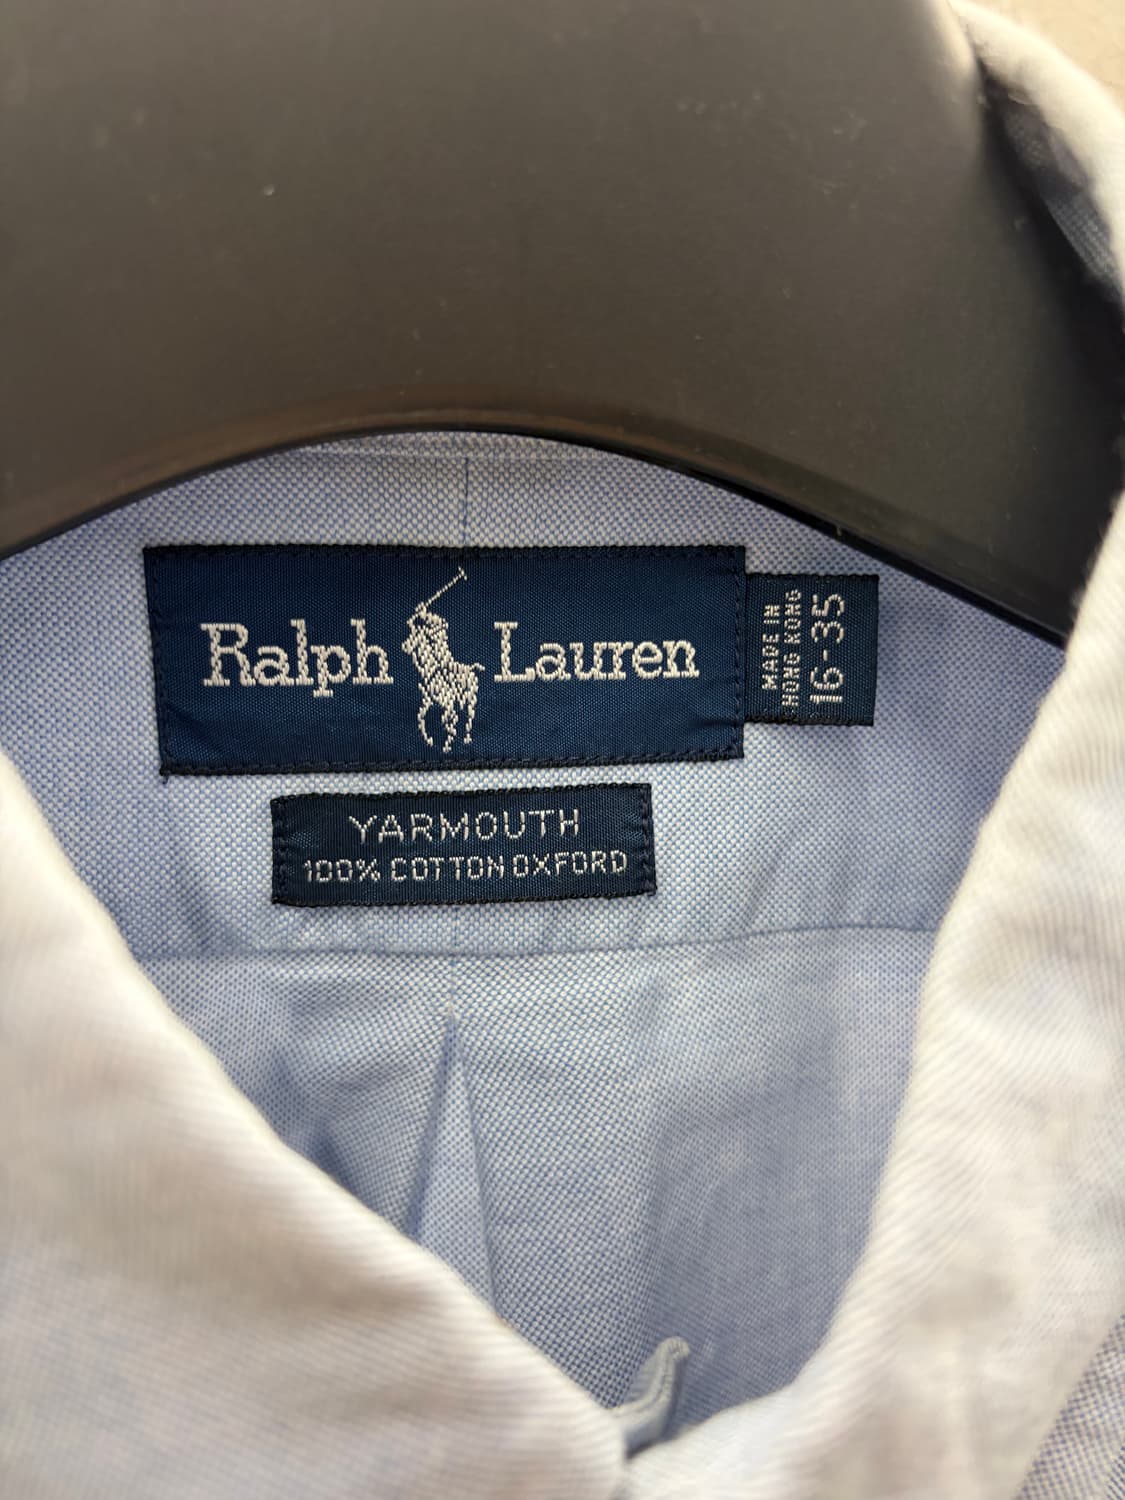 Ralph Lauren
MADE IN
HONG KONG
16-35
YARMOUTH
100% COTTON OXFORD